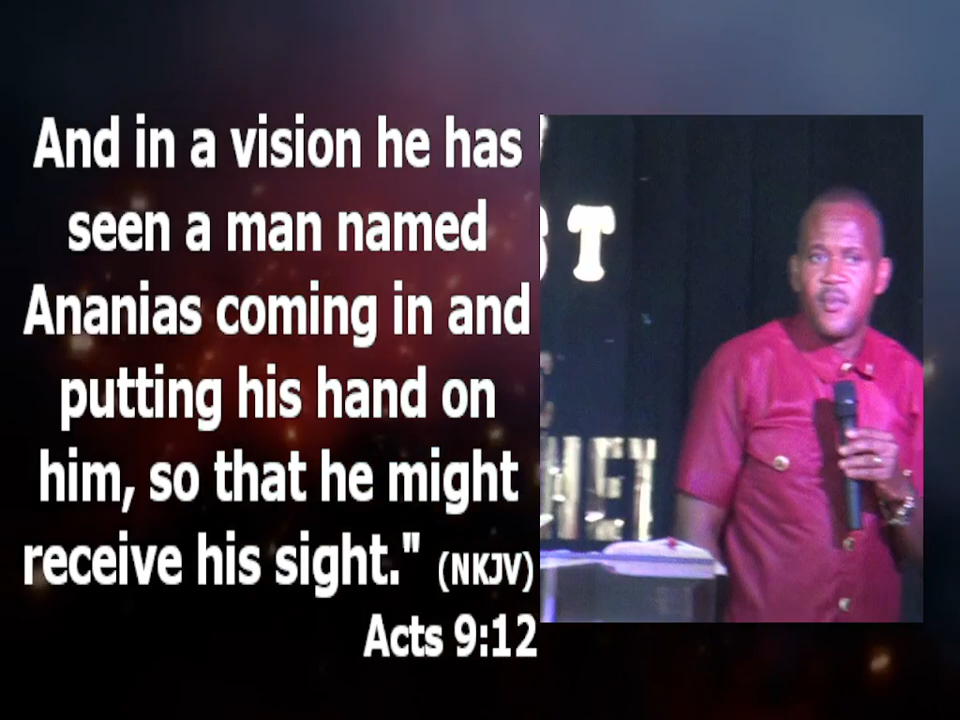 And in a vision he has
seen a man named
Ananias coming in and
putting his hand on
him, so that he might
receive his sight." (NKJV)
Acts 9:12